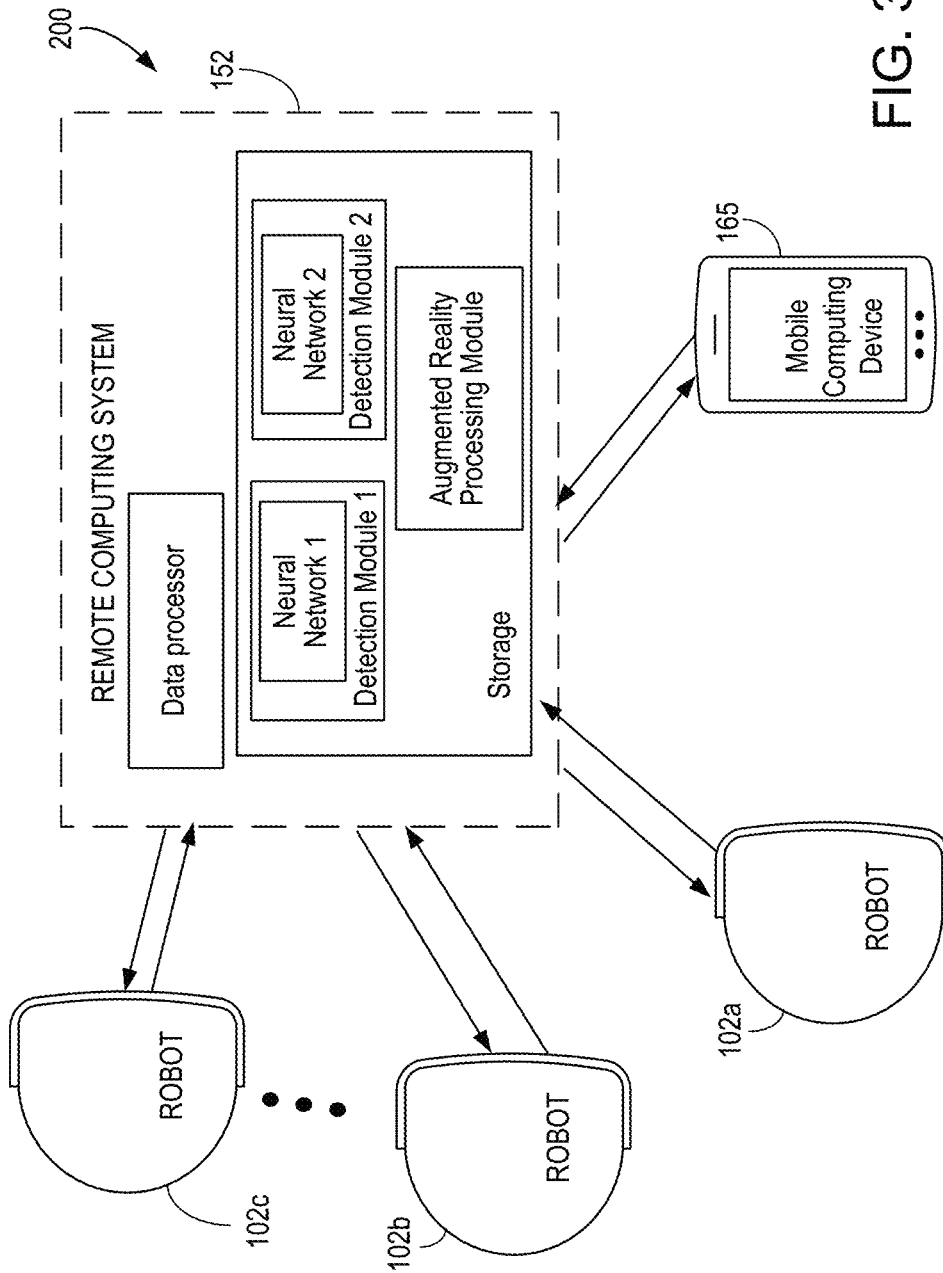 200
152
REMOTE COMPUTING SYSTEM
Data processor
Neural
Network 1
Detection Module 1
Neural
Network 2
Detection Module 2
Augmented Reality
Processing Module
Storage
ROBOT
102c
ROBOT
102b
ROBOT
102a
165
Mobile
Computing
Device
FIG. 3